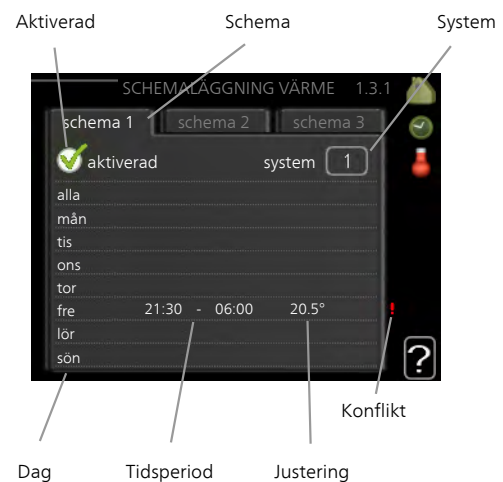 Aktiverad Schema System
SCHEMALÄGGNING VÄRME 1.3.1
schema 1 schema 2 schema 3
aktiverad system 1
alla
mån
tis
ons
tor
fre 21:30 - 06:00 20.5° !
lör
sön
?
Konflikt
Dag Tidsperiod Justering